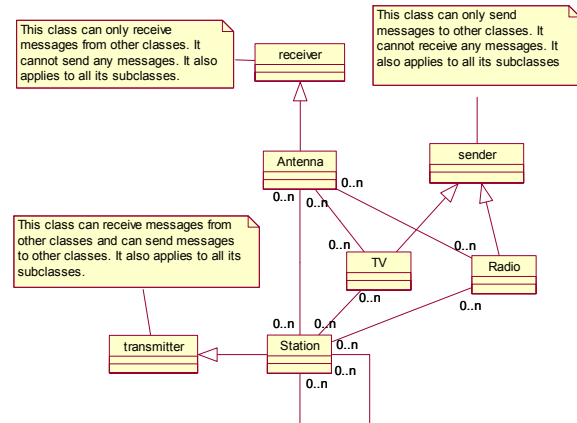 This class can only receive
messages from other classes. It
cannot send any messages. It also
applies to all its subclasses.
This class can only send
messages to other classes. It
cannot receive any messages. It
also applies to all its subclasses
receiver
Antenna
sender
0..n
0..n
0..n
This class can receive messages from
other classes and can send messages
to other classes. It also applies to all its
subclasses.
0..n
0..n
TV
Radio
0..n
0..n
0..n
0..n
transmitter
Station
0..n
0..n
0..n